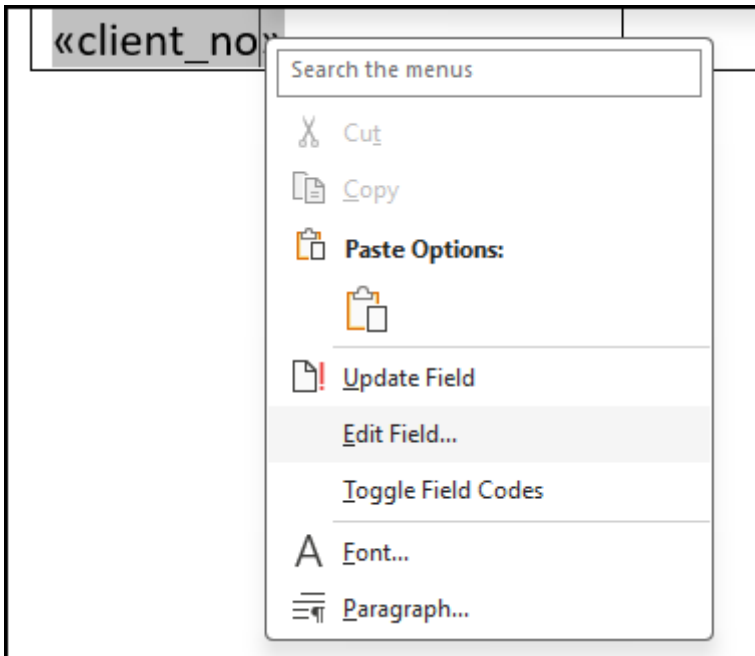 «client_no»
Search the menus
Cut
Copy
Paste Options:
Update Field
Edit Field...
Toggle Field Codes
Font...
Paragraph...